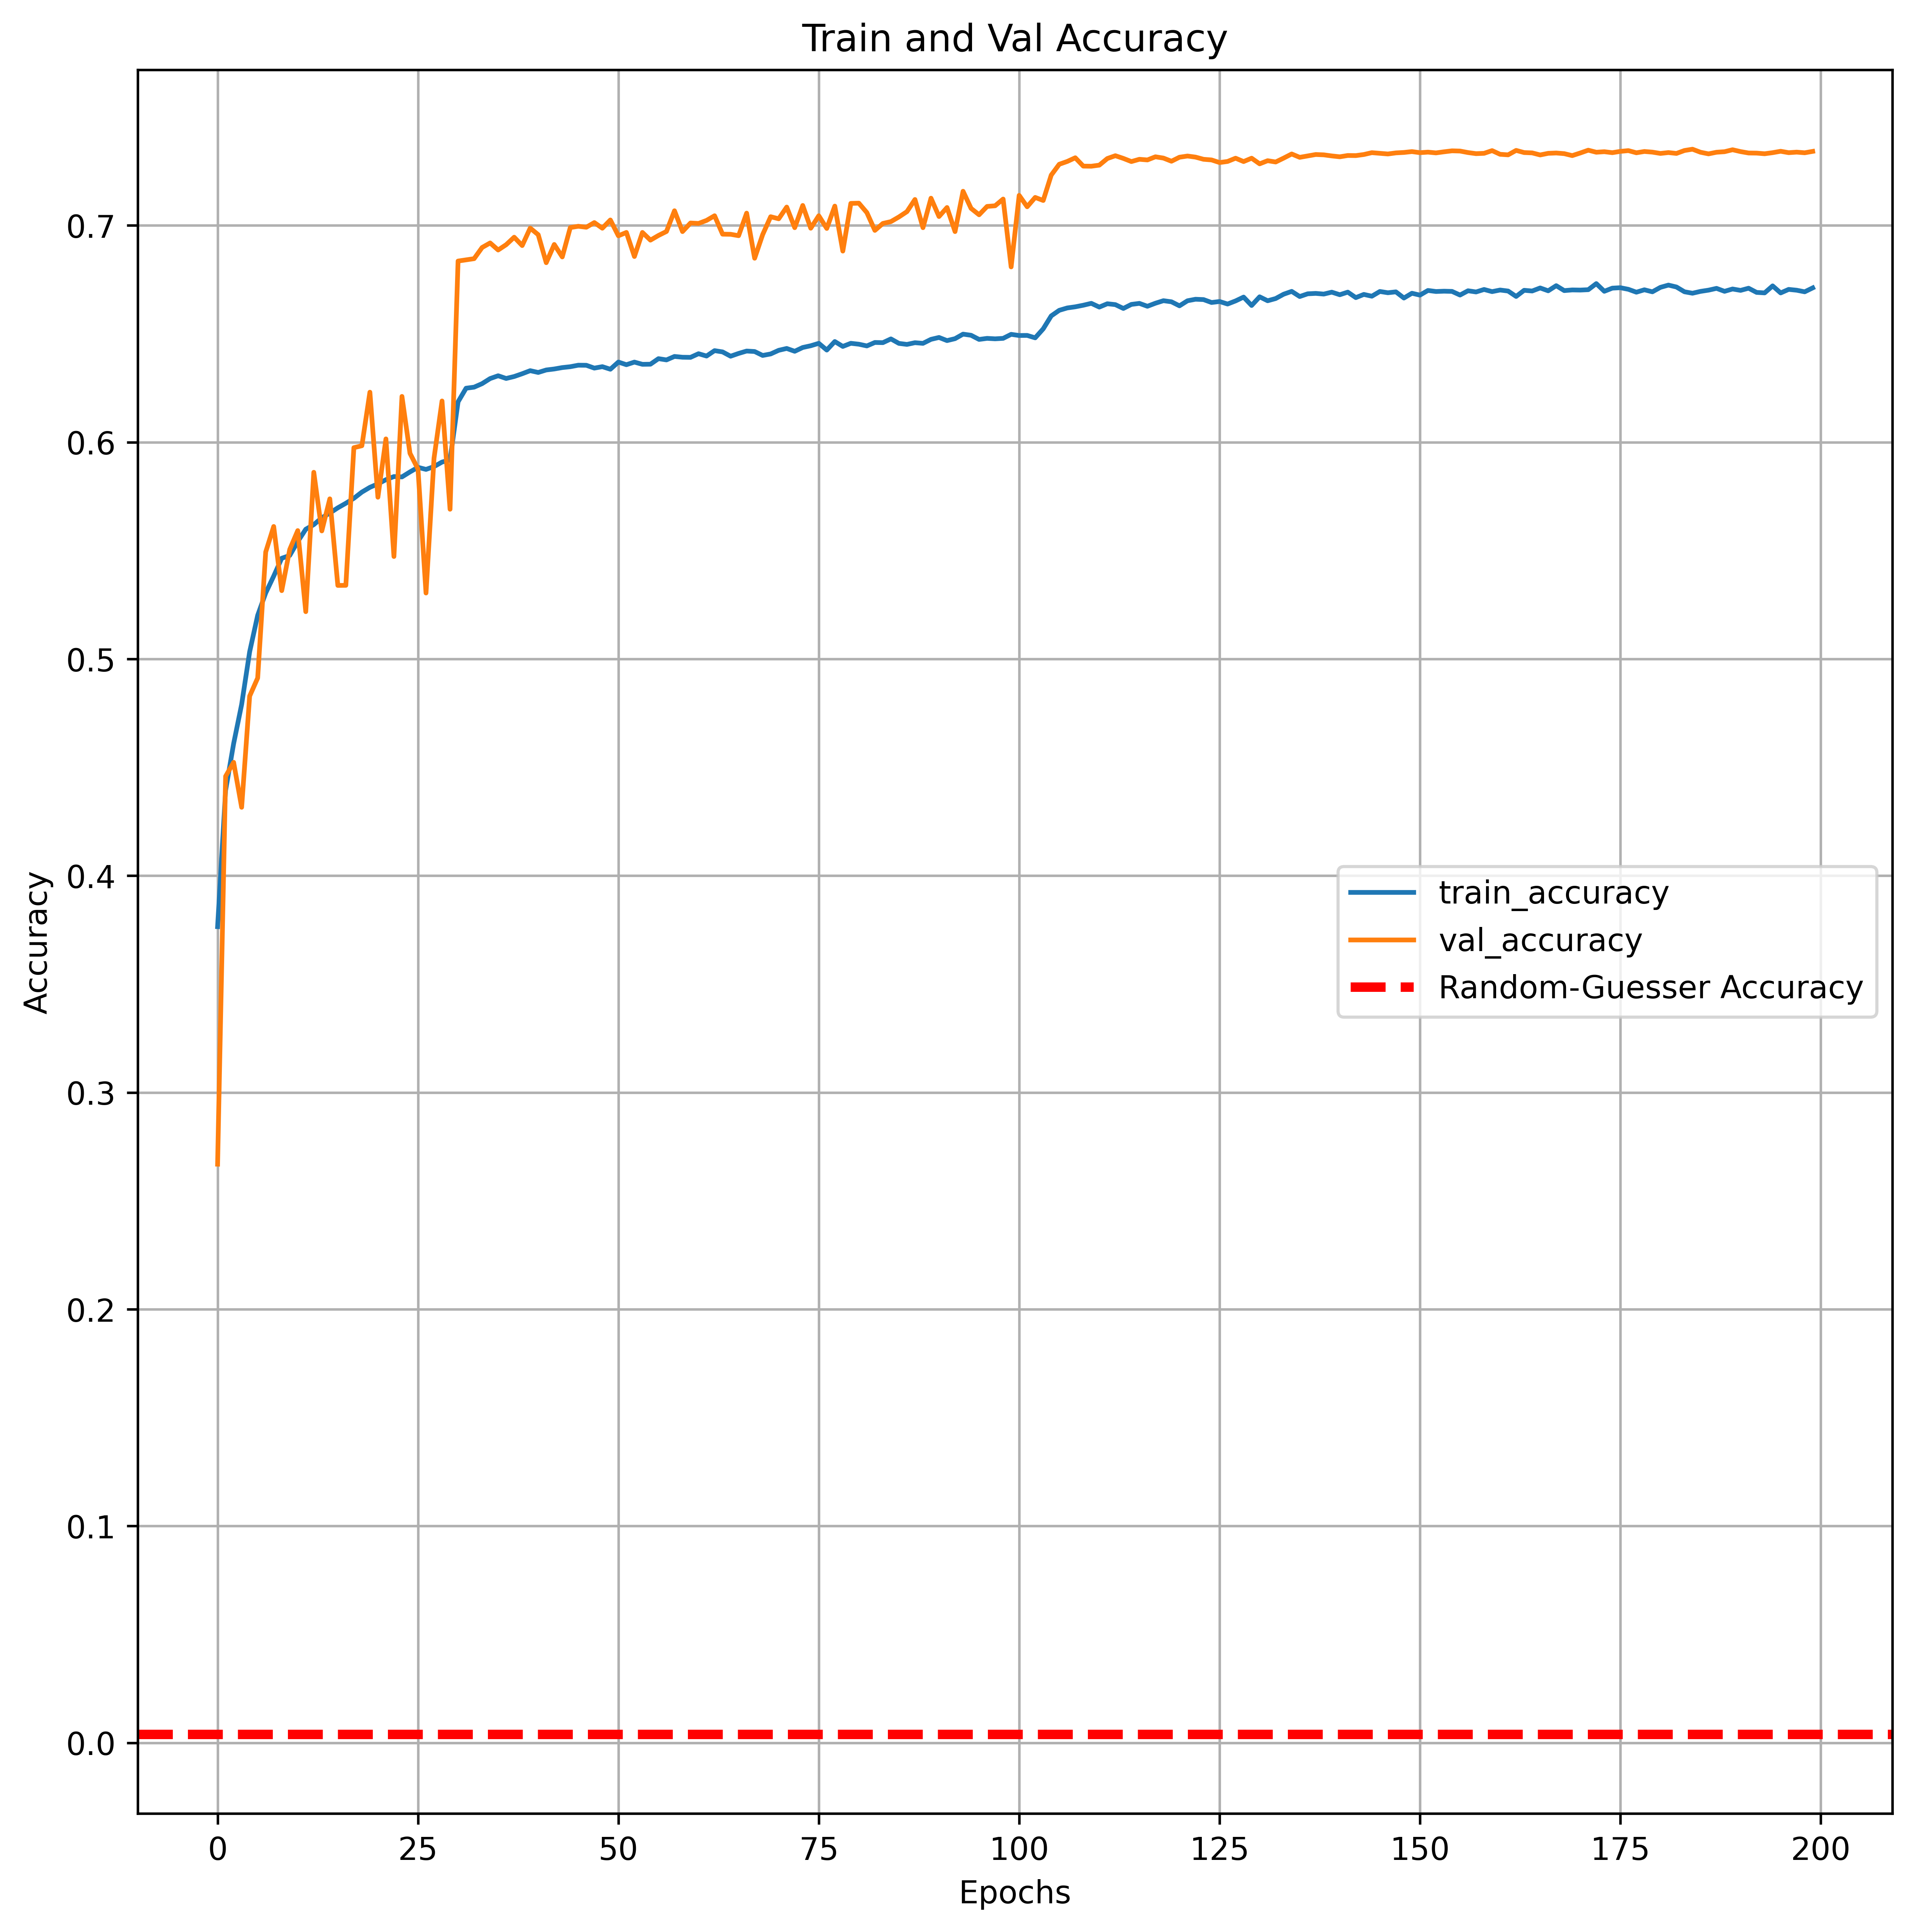 Train and Val Accuracy
Accuracy
0.7
0.6
0.5
0.4
0.3
0.2
0.1
0.0
train_accuracy
val_accuracy
Random-Guesser Accuracy
0 25 50 75 100 125 150 175 200
Epochs